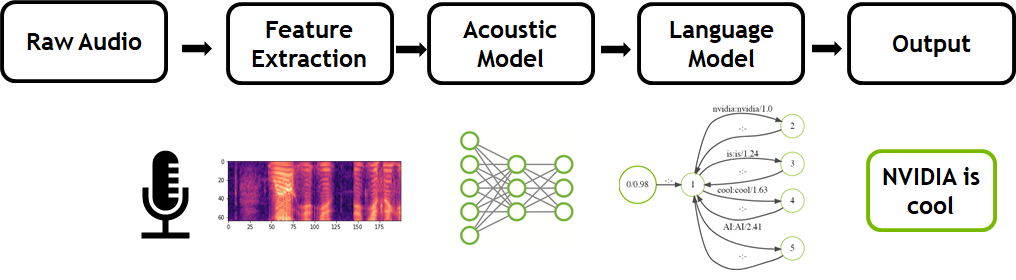 Raw Audio
Feature
Extraction
Acoustic
Model
Language
Model
Output
0
20
40
60
0
25
50
75
100
125
150
175
0/0.98
-:-
1
nvidia:nvidia/1.0
-:-
2
is:is/1.24
-:-
3
cool:cool/1.63
-:-
4
AI:AI/2.41
-:-
5
NVIDIA is
cool